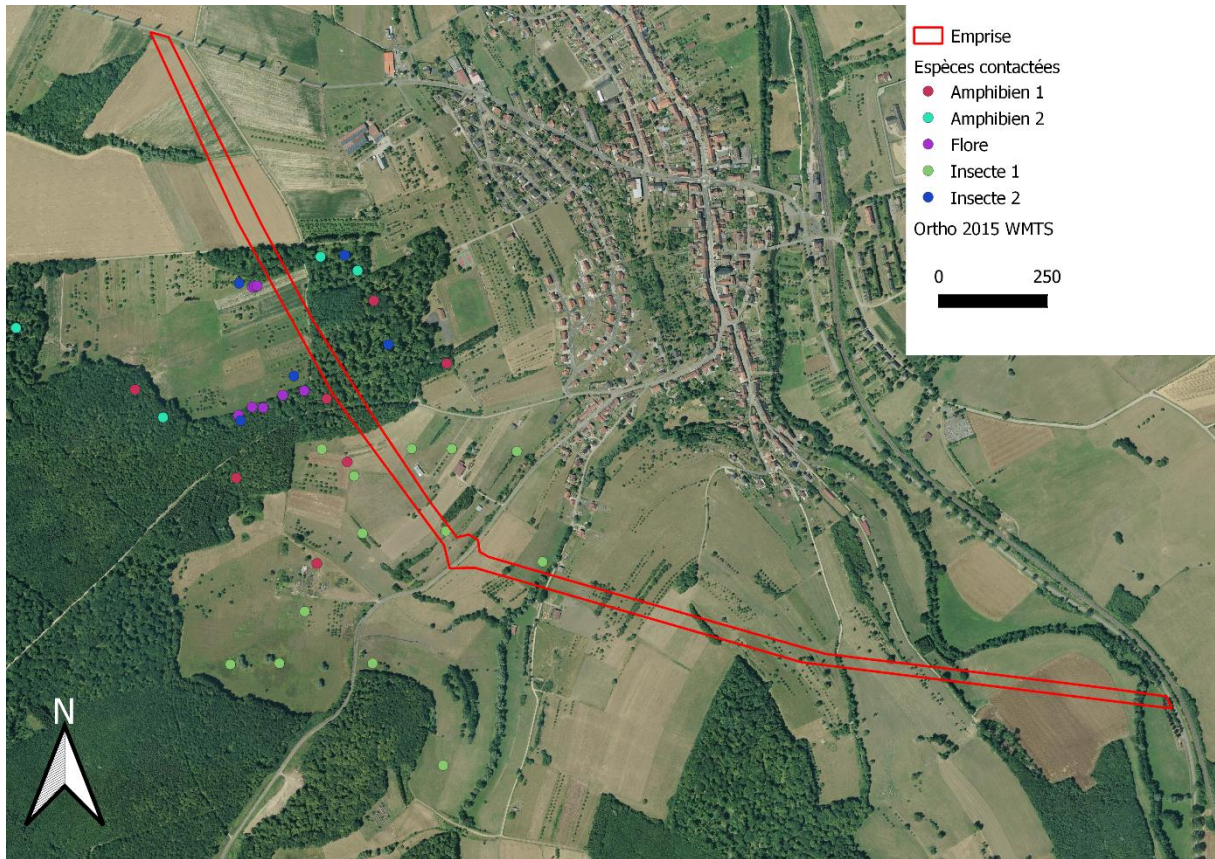 Emprise
Espèces contactées
Amphibien 1
Amphibien 2
Flore
Insecte 1
Insecte 2
Ortho 2015 WMTS
0 250
N